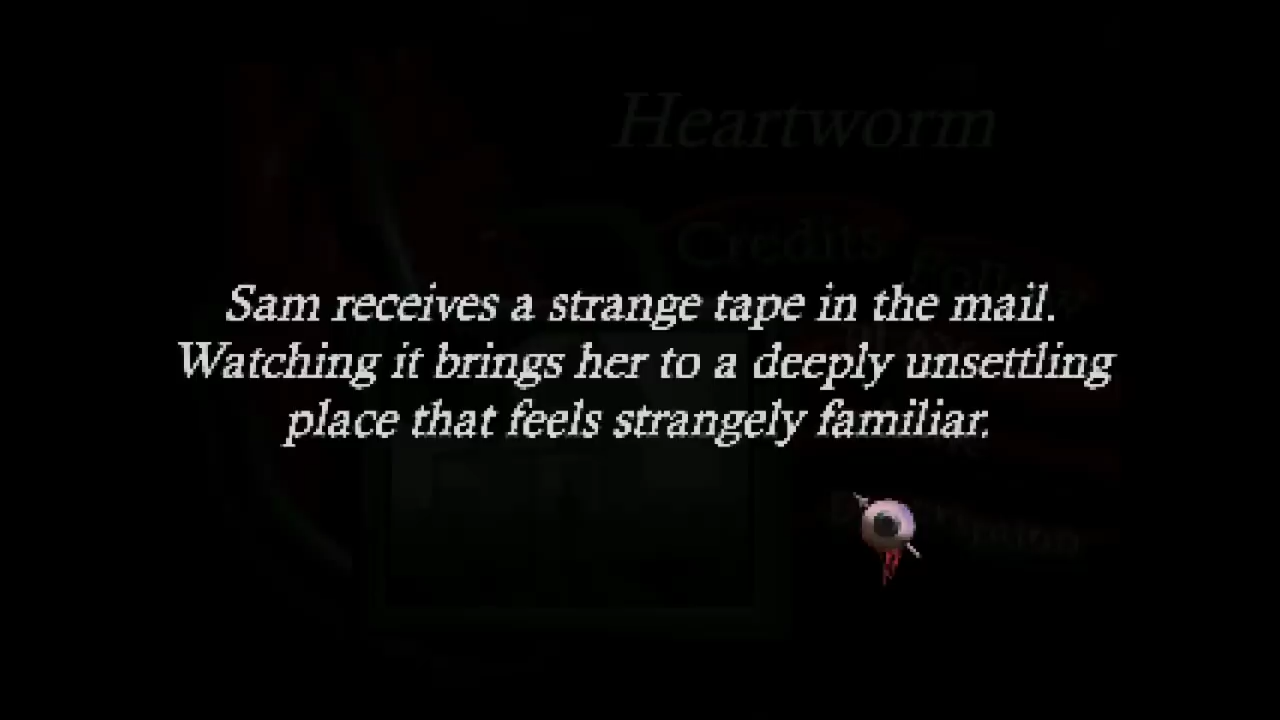 Heartworm
Credits
Sam receives a strange tape in the mail.
Watching it brings her to a deeply unsettling
place that feels strangely familiar.